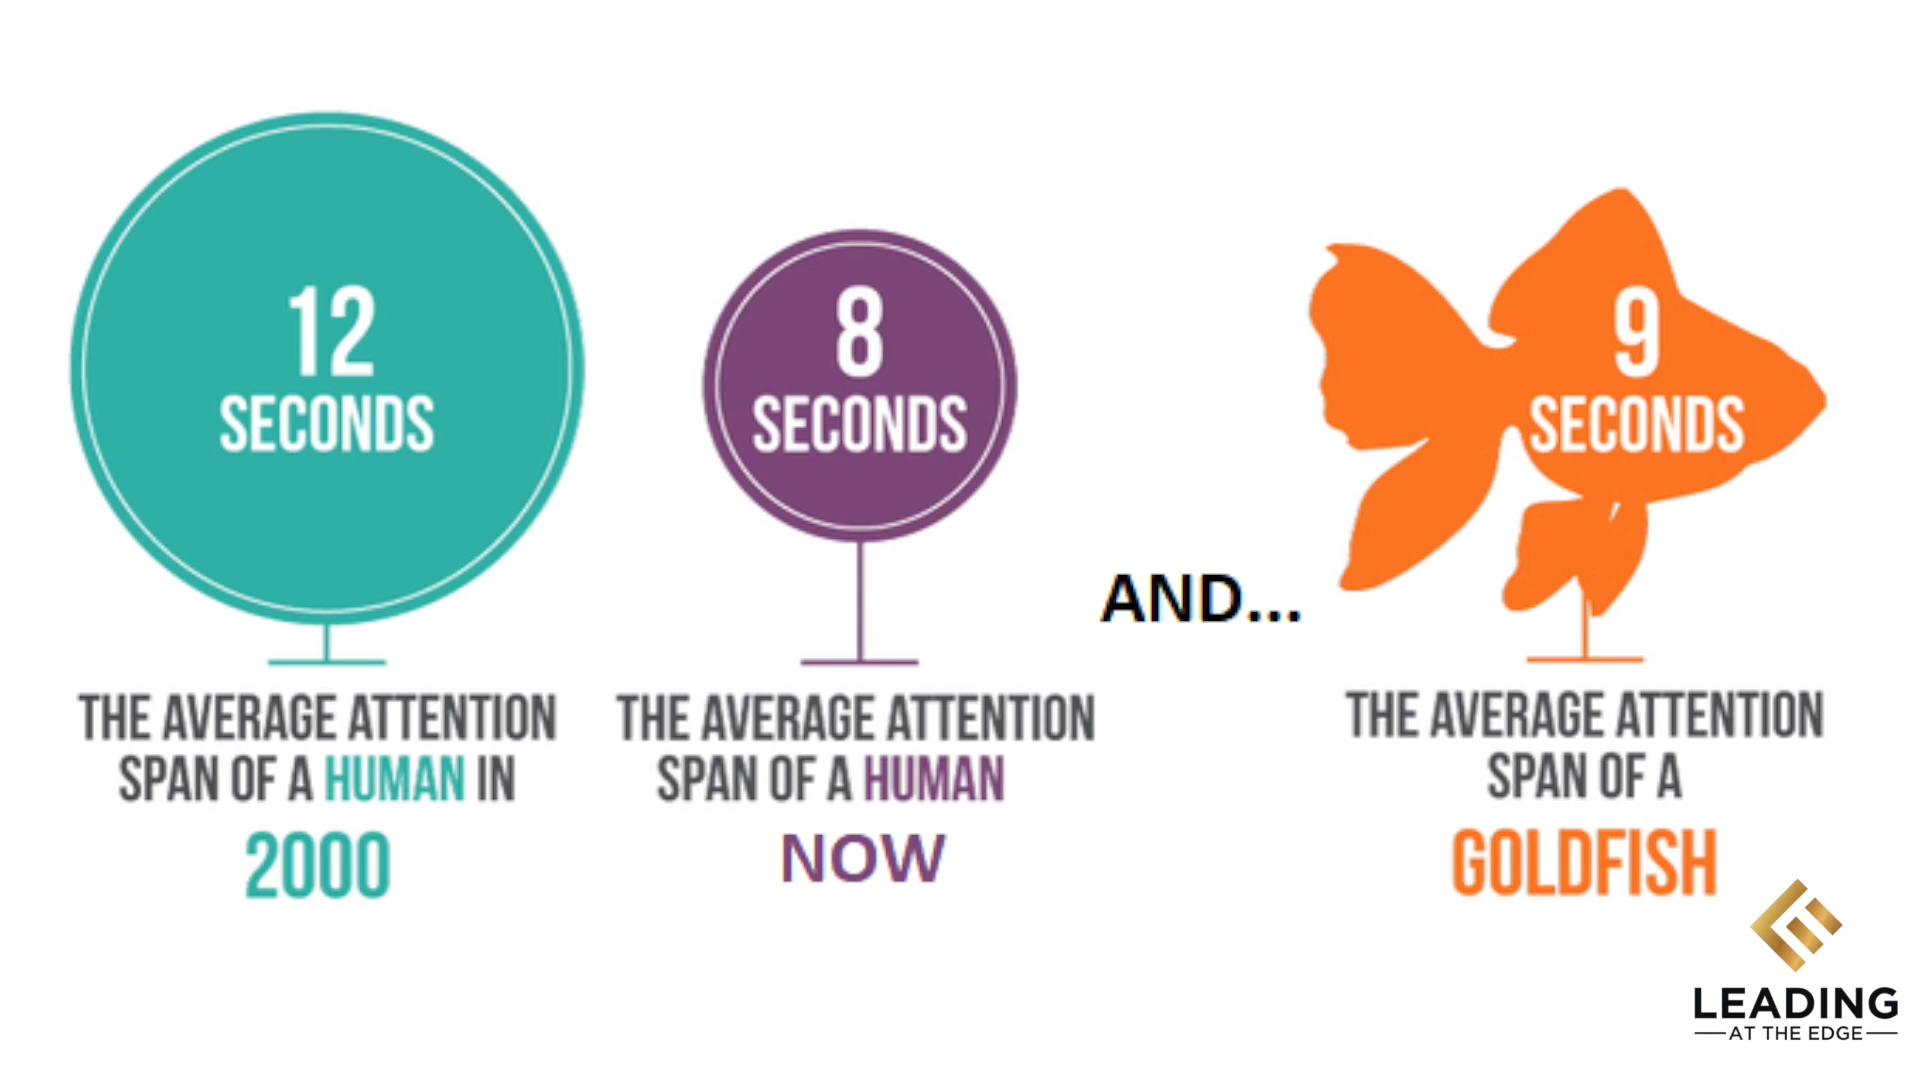 12
SECONDS
THE AVERAGE ATTENTION
SPAN OF A HUMAN IN
2000
8
SECONDS
THE AVERAGE ATTENTION
SPAN OF A HUMAN
NOW
AND...
9
SECONDS
THE AVERAGE ATTENTION
SPAN OF A
GOLDFISH
LEADING
AT THE EDGE